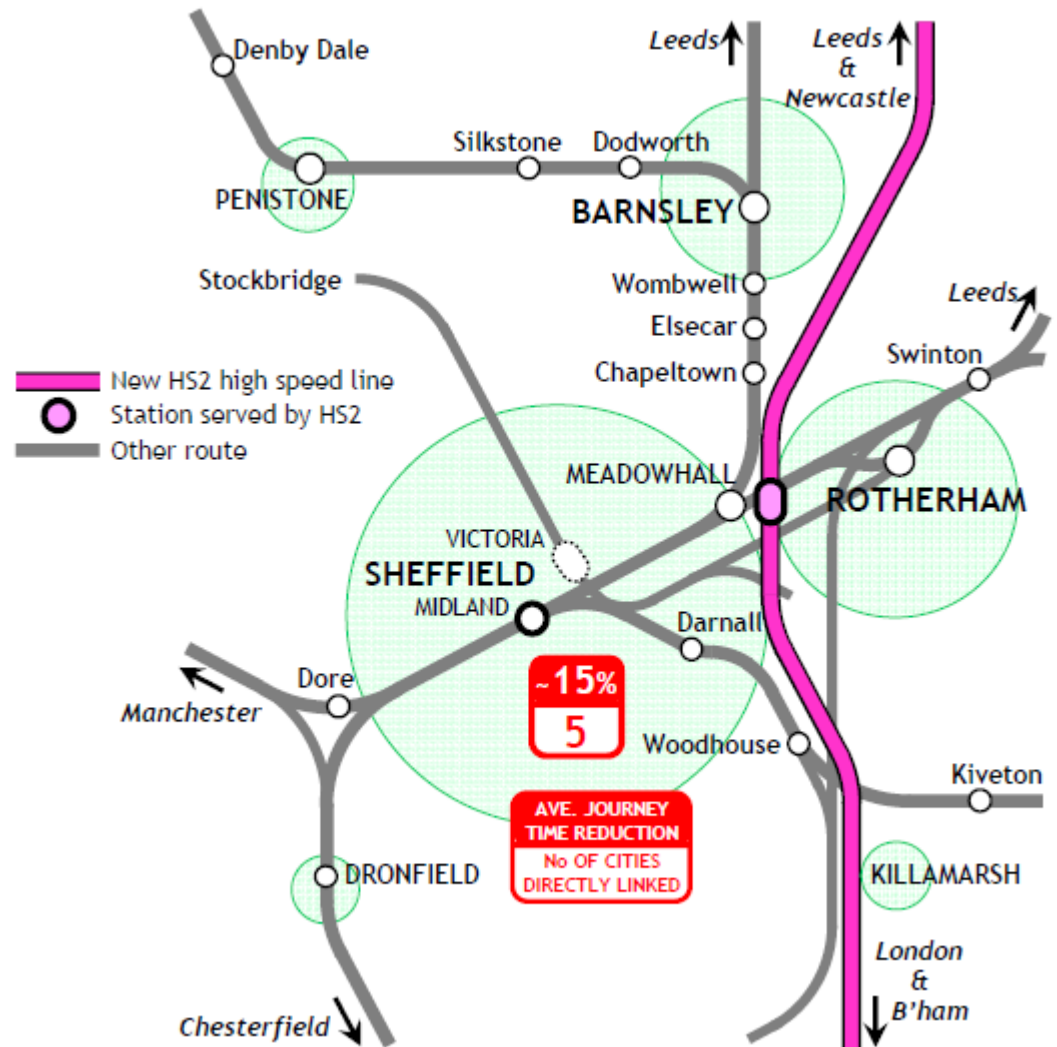 Denby Dale
Leeds
Leeds
&
Newcastle
Silkstone
Dodworth
PENISTONE
BARNSLEY
Stockbridge
Wombwell
Leeds
Elsecar
Swinton
Chapeltown
New HS2 high speed line
Station served by HS2
Other route
MEADOWHALL
ROTHERHAM
VICTORIA
SHEFFIELD
MIDLAND
Darnall
Dore
~15%
5
Manchester
Woodhouse
Kiveton
AVE. JOURNEY
TIME REDUCTION
No OF CITIES
DIRECTLY LINKED
DRONFIELD
KILLAMARSH
London
&
B'ham
Chesterfield